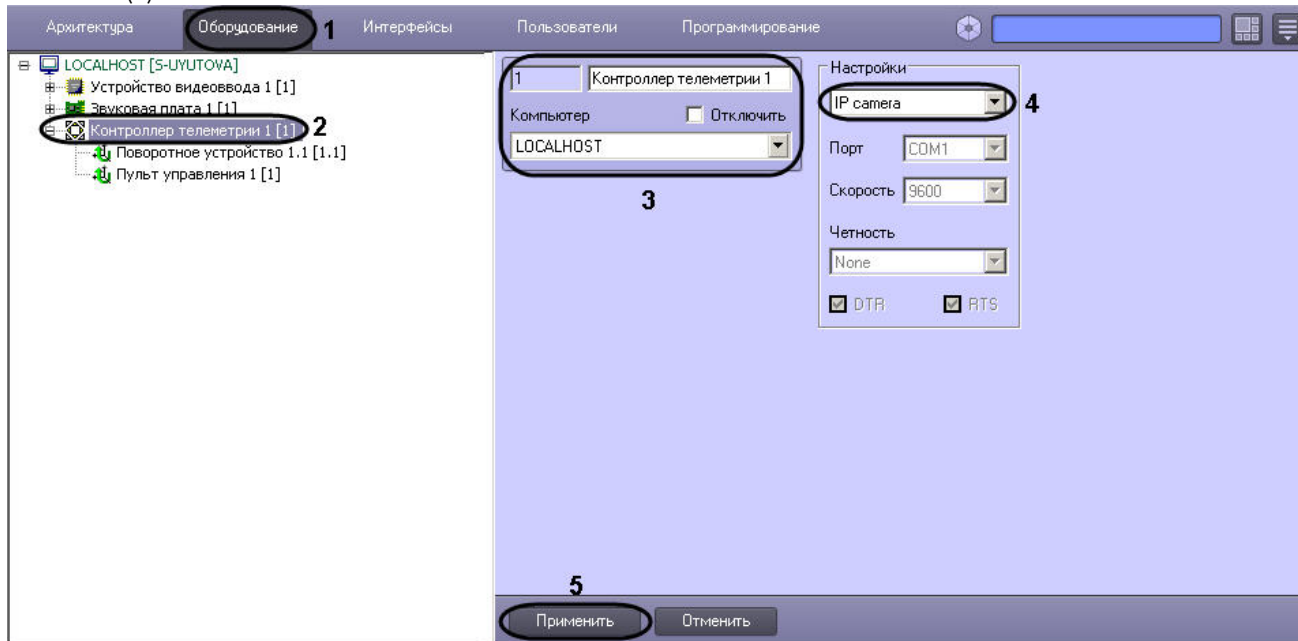 Архитектура Оборудование 1 Интерфейсы Пользователи Программирование
LOCALHOST [S-UYUTOVA]
Устройство видеоввода 1 [1]
Звуковая плата 1 [1]
Контроллер телеметрии 1 [1] 2
Поворотное устройство 1.1 [1.1]
Пульт управления 1 [1]
1 Контроллер телеметрии 1
Компьютер Отключить
LOCALHOST
3
Настройки
IP camera 4
Порт COM1
Скорость 9600
Четность
None
DTR RTS
5
Применить Отменить